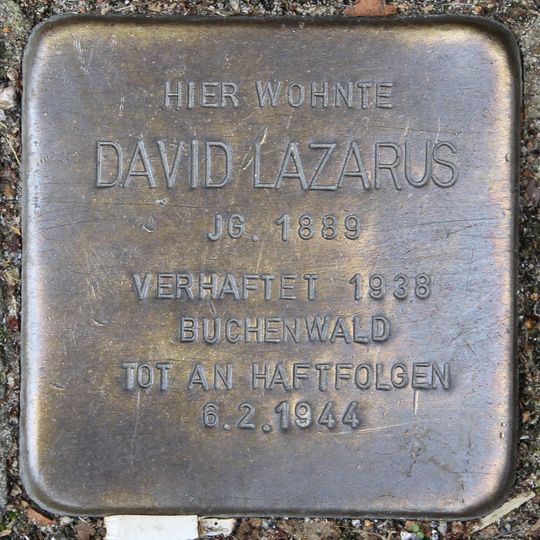 HIER WOHNTE
DAVID LAZARUS
JG. 1889
VERHAFTET 1938
BUCHENWALD
TOT AN HAFTFOLGEN
6.2.1944